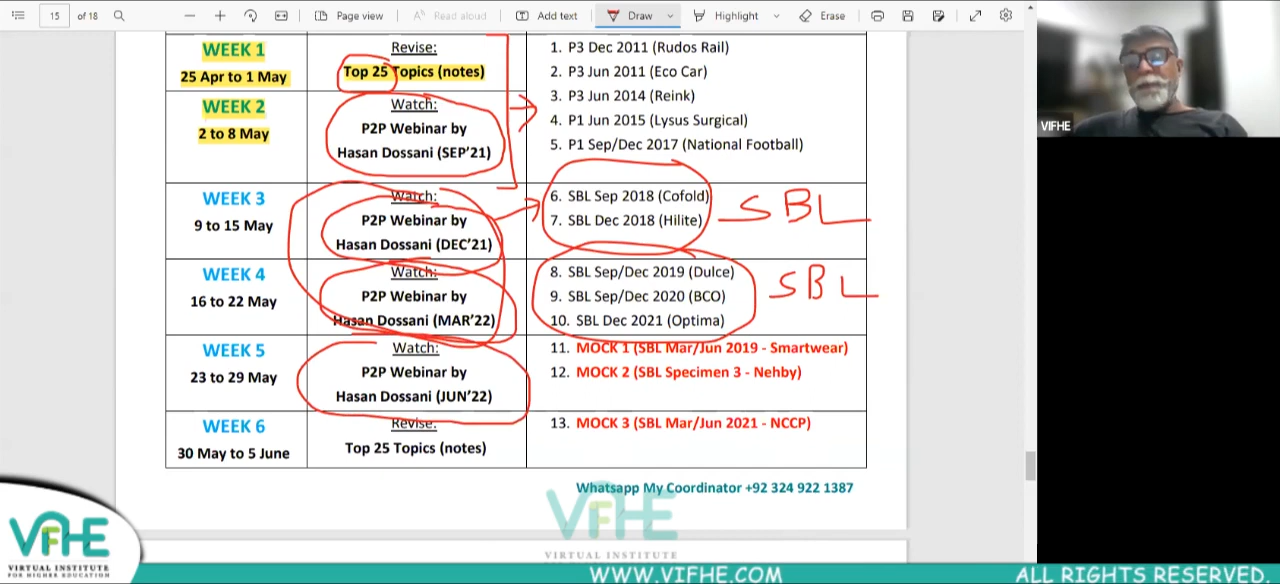 15 of 18
Page view
Read aloud
Add text
Draw
Highlight
Erase
WEEK 1
25 Apr to 1 May
Revise:
Top 25 Topics (notes)
1. P3 Dec 2011 (Rudos Rail)
2. P3 Jun 2011 (Eco Car)
3. P3 Jun 2014 (Reink)
4. P1 Jun 2015 (Lysus Surgical)
5. P1 Sep/Dec 2017 (National Football)
WEEK 2
2 to 8 May
Watch:
P2P Webinar by
Hasan Dossani (SEP'21)
WEEK 3
9 to 15 May
Watch:
P2P Webinar by
Hasan Dossani (DEC'21)
6. SBL Sep 2018 (Cofold)
7. SBL Dec 2018 (Hilite)
SBL
WEEK 4
16 to 22 May
Watch:
P2P Webinar by
Hasan Dossani (MAR'22)
8. SBL Sep/Dec 2019 (Dulce)
9. SBL Sep/Dec 2020 (BCO)
10. SBL Dec 2021 (Optima)
SBL
WEEK 5
23 to 29 May
Watch:
P2P Webinar by
Hasan Dossani (JUN'22)
11. MOCK 1 (SBL Mar/Jun 2019 - Smartwear)
12. MOCK 2 (SBL Specimen 3 - Nehby)
WEEK 6
30 May to 5 June
Revise:
Top 25 Topics (notes)
13. MOCK 3 (SBL Mar/Jun 2021 - NCCP)
Whatsapp My Coordinator +92 324 922 1387
VIFHE
VIRTUAL INSTITUTE
VIFHE
VIFHE
VIRTUAL INSTITUTE
FOR HIGHER EDUCATION
WWW.VIFHE.COM
ALL RIGHTS RESERVED